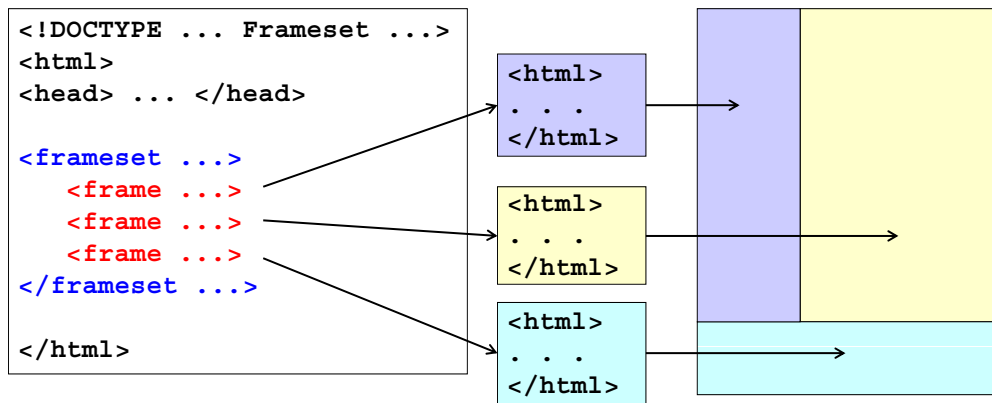 <!DOCTYPE ... Frameset ...>
<html>
<head> ... </head>
<frameset ...>
<frame ...>
<frame ...>
<frame ...>
</frameset ...>
</html>
<html>
. . .
</html>
<html>
. . .
</html>
<html>
. . .
</html>